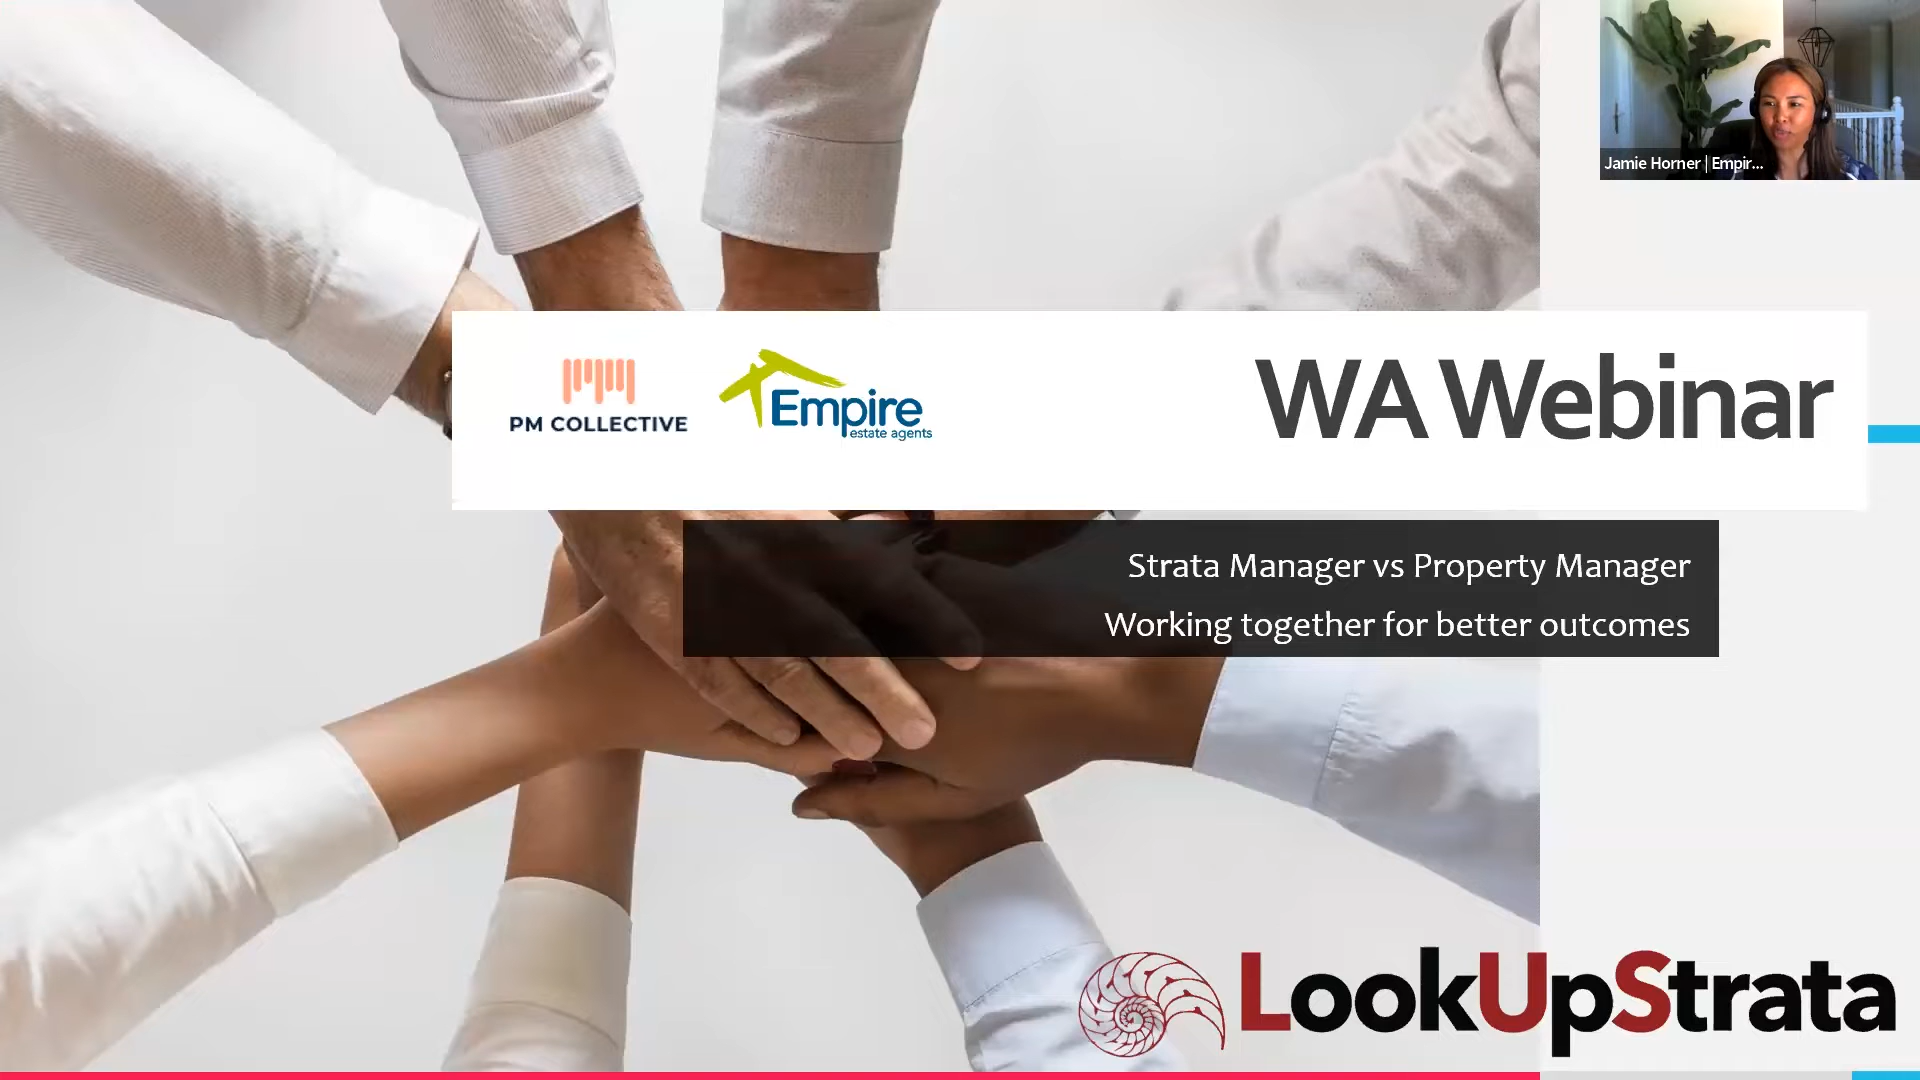 Jamie Horner | Empir...
PM COLLECTIVE
Empire
estate agents
WA Webinar
Strata Manager vs Property Manager
Working together for better outcomes
LookUpStrata